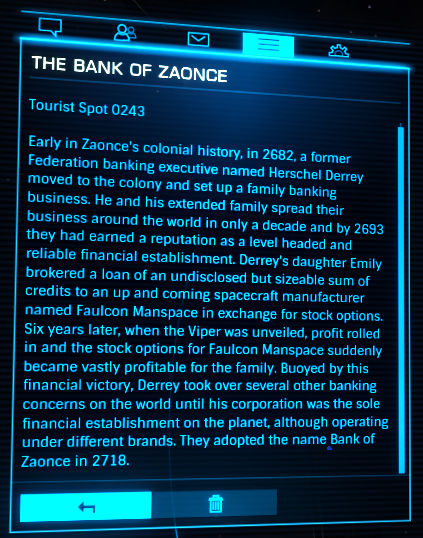 THE BANK OF ZAONCE
Tourist Spot 0243
Early in Zaonce's colonial history, in 2682, a former
Federation banking executive named Herschel Derrey
moved to the colony and set up a family banking
business. He and his extended family spread their
business around the world in only a decade and by 2693
they had earned a reputation as a level headed and
reliable financial establishment. Derrey's daughter Emily
brokered a loan of an undisclosed but sizeable sum of
credits to an up and coming spacecraft manufacturer
named Faulcon Manspace in exchange for stock options.
Six years later, when the Viper was unveiled, profit rolled
in and the stock options for Faulcon Manspace suddenly
became vastly profitable for the family. Buoyed by this
financial victory, Derrey took over several other banking
concerns on the world until his corporation was the sole
financial establishment on the planet, although operating
under different brands. They adopted the name Bank of
Zaonce in 2718.